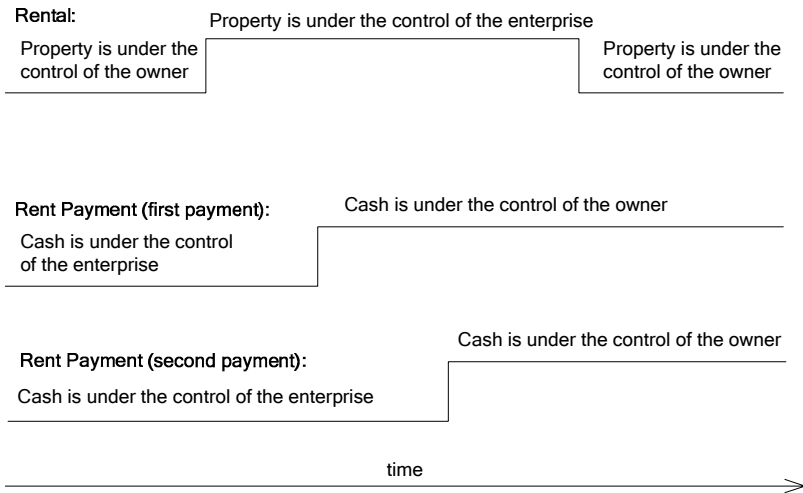 Rental:
Property is under the control of the enterprise
Property is under the
control of the owner
Property is under the
control of the owner
Rent Payment (first payment):
Cash is under the control of the owner
Cash is under the control
of the enterprise
Cash is under the control of the owner
Rent Payment (second payment):
Cash is under the control of the enterprise
time